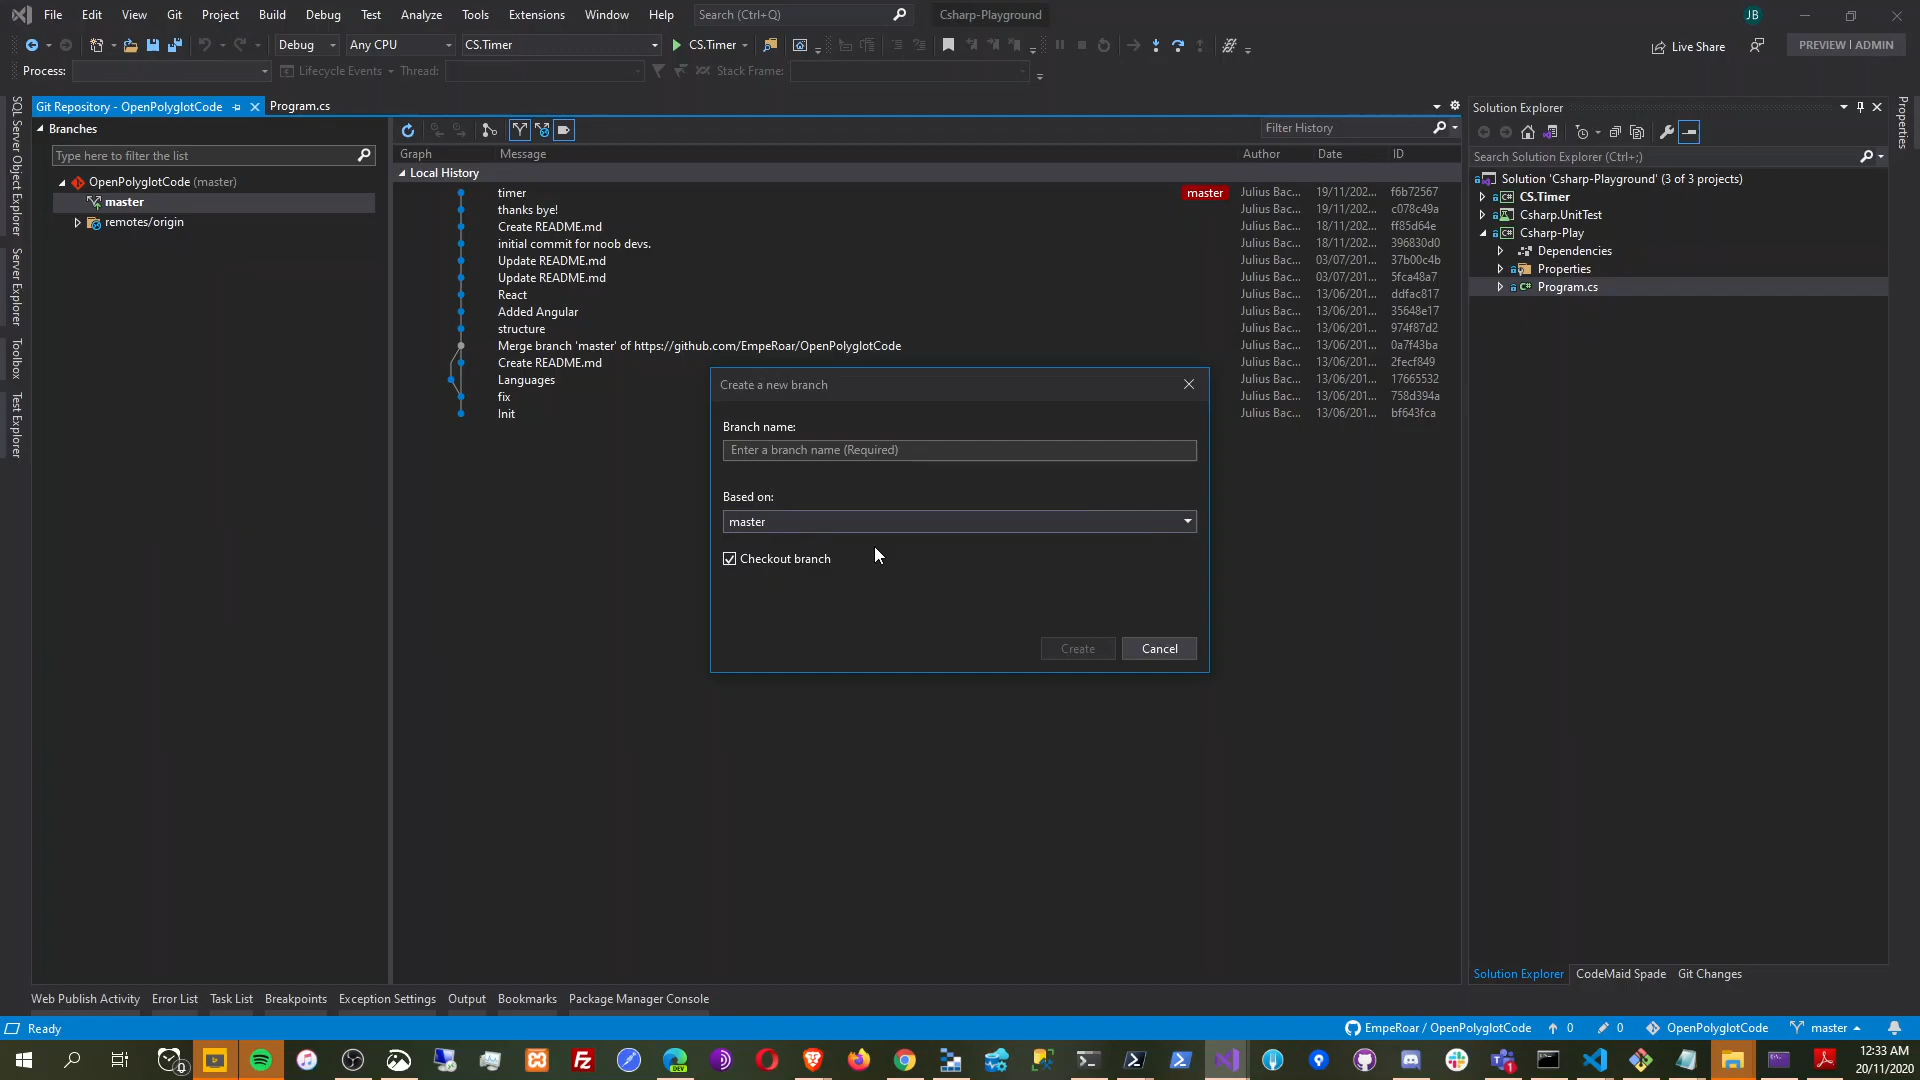 File Edit View Git Project Build Debug Test Analyze Tools Extensions Window Help Search (Ctrl+Q) Csharp-Playground JB
Debug Any CPU CS.Timer CS.Timer Live Share PREVIEW | ADMIN
Process: Lifecycle Events Thread: Stack Frame:
SQL Server Object Explorer
Server Explorer
Toolbox
Test Explorer
Git Repository - OpenPolyglotCode Program.cs
Branches
Type here to filter the list
OpenPolyglotCode (master)
master
remotes/origin
Filter History
Graph Message Author Date ID
Local History
timer master Julius Bac... 19/11/202... f6b72567
thanks bye! Julius Bac... 19/11/202... c078c49a
Create README.md Julius Bac... 18/11/202... ff85d64e
initial commit for noob devs. Julius Bac... 18/11/202... 396830d0
Update README.md Julius Bac... 03/07/201... 37b00c4b
Update README.md Julius Bac... 03/07/201... 5fca48a7
React Julius Bac... 13/06/201... ddfac817
Added Angular Julius Bac... 13/06/201... 35648e17
structure Julius Bac... 13/06/201... 974f87d2
Merge branch 'master' of https://github.com/EmpeRoar/OpenPolyglotCode Julius Bac... 13/06/201... 0a7f43ba
Create README.md Julius Bac... 13/06/201... 2fecf849
Languages Julius Bac... 13/06/201... 17665532
fix Julius Bac... 13/06/201... 758d394a
Init Julius Bac... 13/06/201... bf643fca
Create a new branch
Branch name:
Enter a branch name (Required)
Based on:
master
Checkout branch
Create Cancel
Solution Explorer
Search Solution Explorer (Ctrl+;)
Solution 'Csharp-Playground' (3 of 3 projects)
CS.Timer
Csharp.UnitTest
Csharp-Play
Dependencies
Properties
Program.cs
Properties
Solution Explorer CodeMaid Spade Git Changes
Web Publish Activity Error List Task List Breakpoints Exception Settings Output Bookmarks Package Manager Console
Ready EmpeRoar / OpenPolyglotCode 0 0 OpenPolyglotCode master
DEV
12:33 AM
20/11/2020